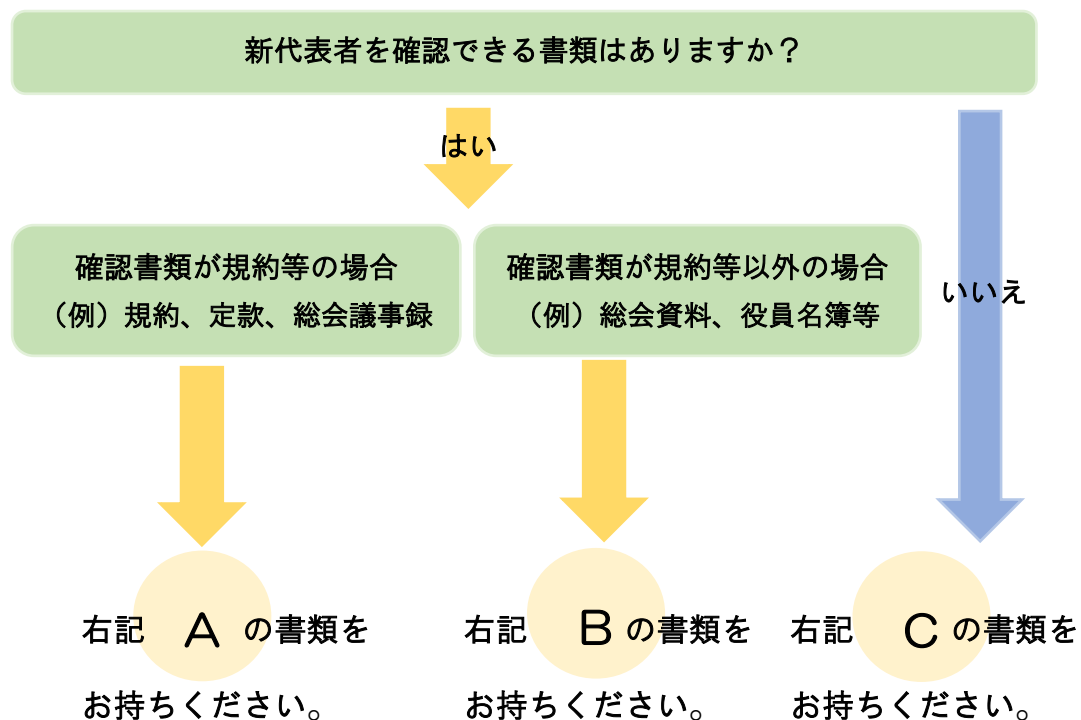 新代表者を確認できる書類はありますか？
はい
いいえ
確認書類が規約等の場合
（例）規約、定款、総会議事録
確認書類が規約等以外の場合
（例）総会資料、役員名簿等
右記 A の書類を
お持ちください。
右記 B の書類を
お持ちください。
右記 C の書類を
お持ちください。